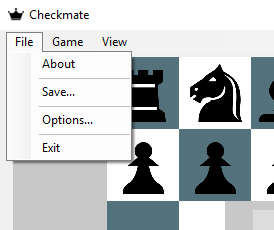 Checkmate
File Game View
About
Save...
Options...
Exit